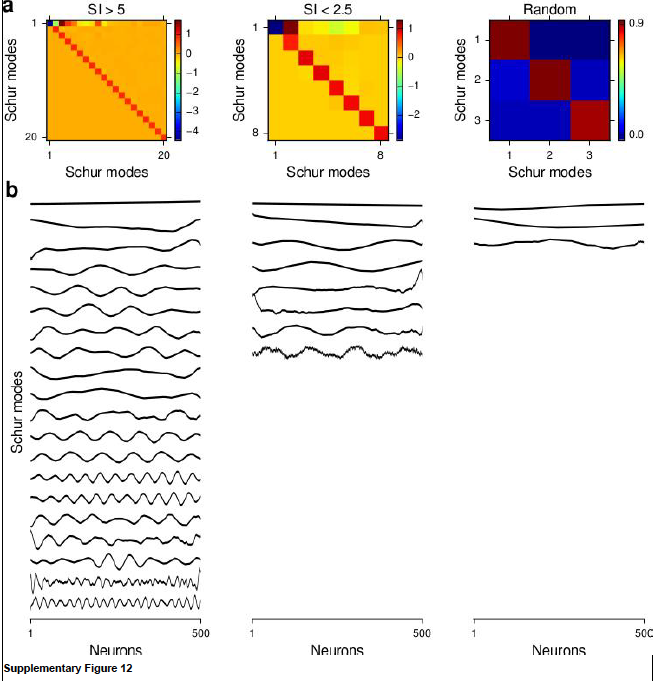 a
SI > 5
SI < 2.5
Random
Schur modes
1
20
1
20
Schur modes
1
0
−1
−2
−3
−4
Schur modes
1
8
1
8
Schur modes
1
0
−1
−2
Schur modes
1
2
3
1
2
3
Schur modes
0.9
0.0
b
Schur modes
1
500
Neurons
1
500
Neurons
1
500
Neurons
Supplementary Figure 12